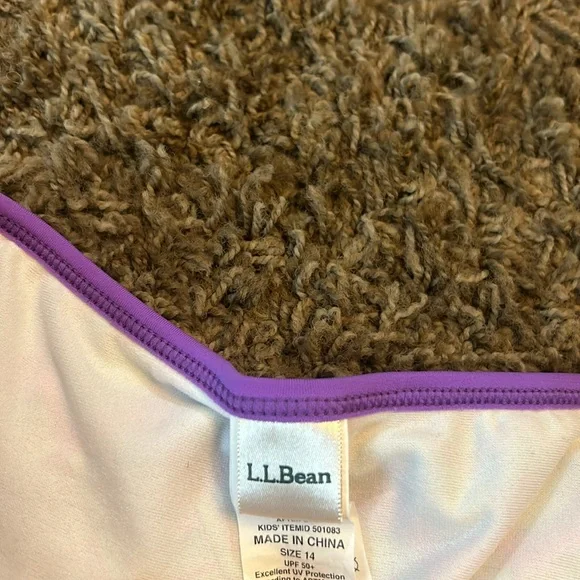 L.L.Bean
KIDS' ITEMID 501083
MADE IN CHINA
SIZE 14
UPF 50+
Excellent UV Protection